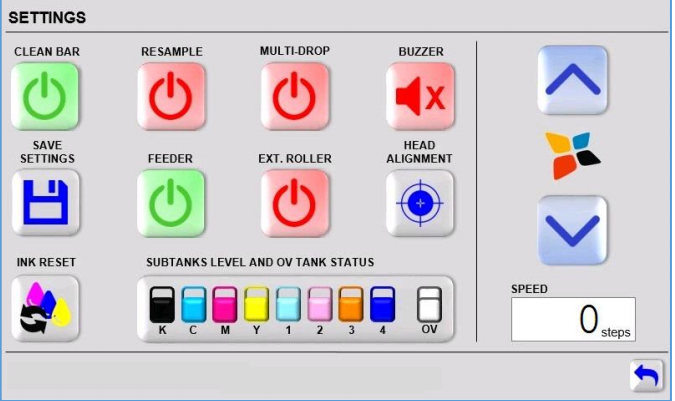 SETTINGS
CLEAN BAR
RESAMPLE
MULTI-DROP
BUZZER
X
SAVE
SETTINGS
FEEDER
EXT. ROLLER
HEAD
ALIGNMENT
INK RESET
SUBTANKS LEVEL AND OV TANK STATUS
K C M Y 1 2 3 4 OV
SPEED
0 steps